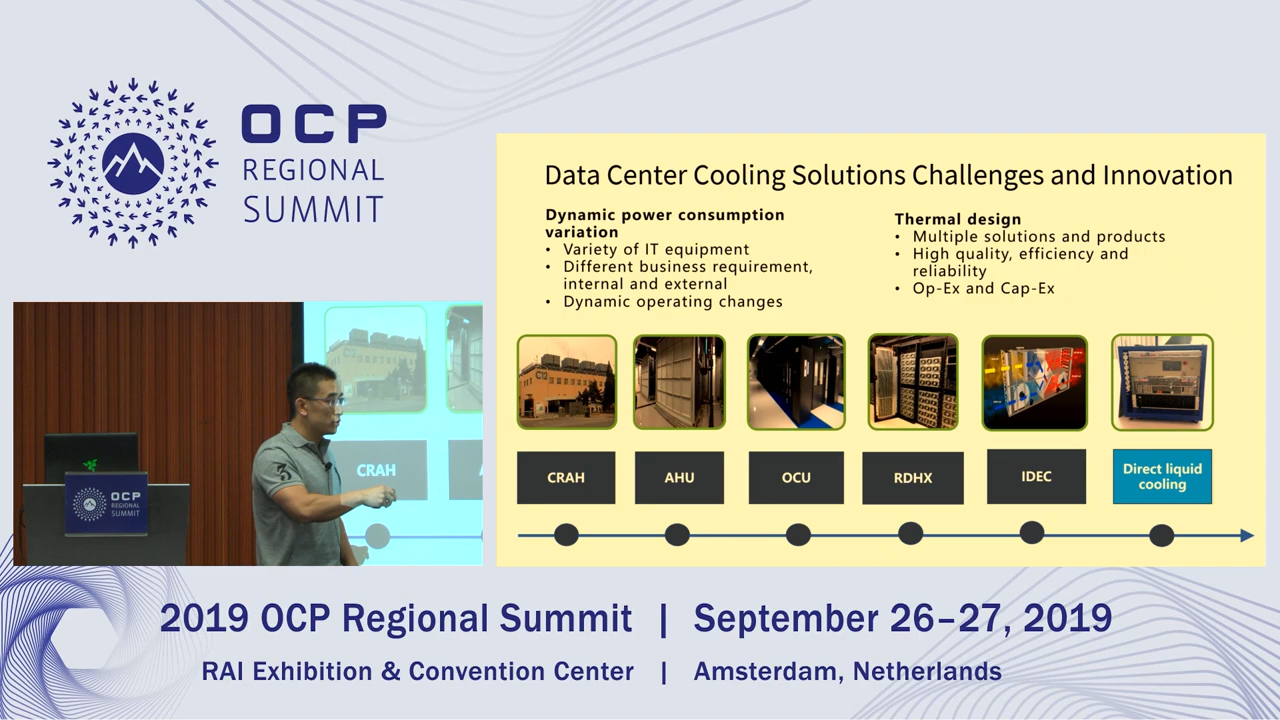 OCP
REGIONAL
SUMMIT
Data Center Cooling Solutions Challenges and Innovation
Dynamic power consumption
variation
• Variety of IT equipment
• Different business requirement,
internal and external
• Dynamic operating changes
Thermal design
• Multiple solutions and products
• High quality, efficiency and
reliability
• Op-Ex and Cap-Ex
C12
CRAH
AHU
OCU
RDHX
IDEC
Direct liquid
cooling
C12
CRAH
A
3
OCP
REGIONAL
SUMMIT
2019 OCP Regional Summit | September 26–27, 2019
RAI Exhibition & Convention Center | Amsterdam, Netherlands